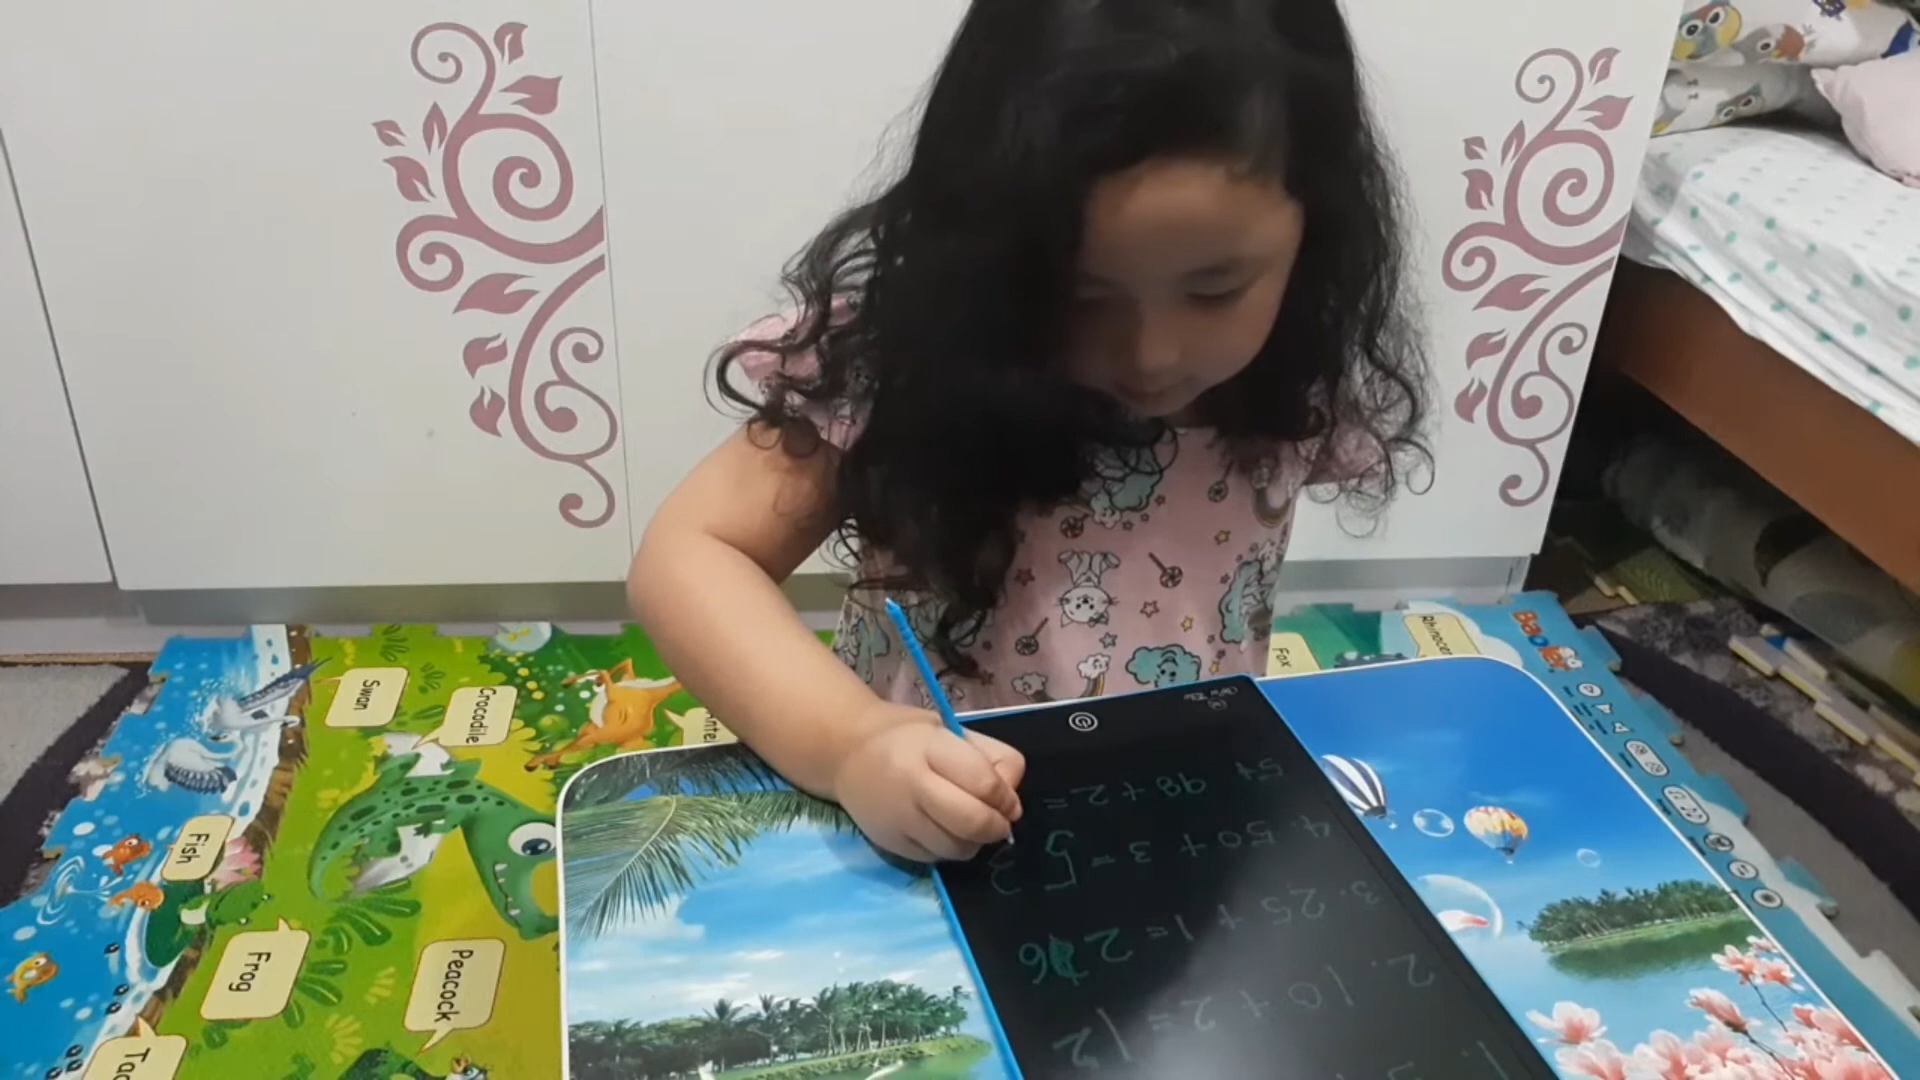 Swan
Crocodile
Fish
Frog
Peacock
Fox
1.
2. 10 + 2 = 12
3. 25 + 1 = 26
4. 50 + 3 = 53
5. 98 + 2 =